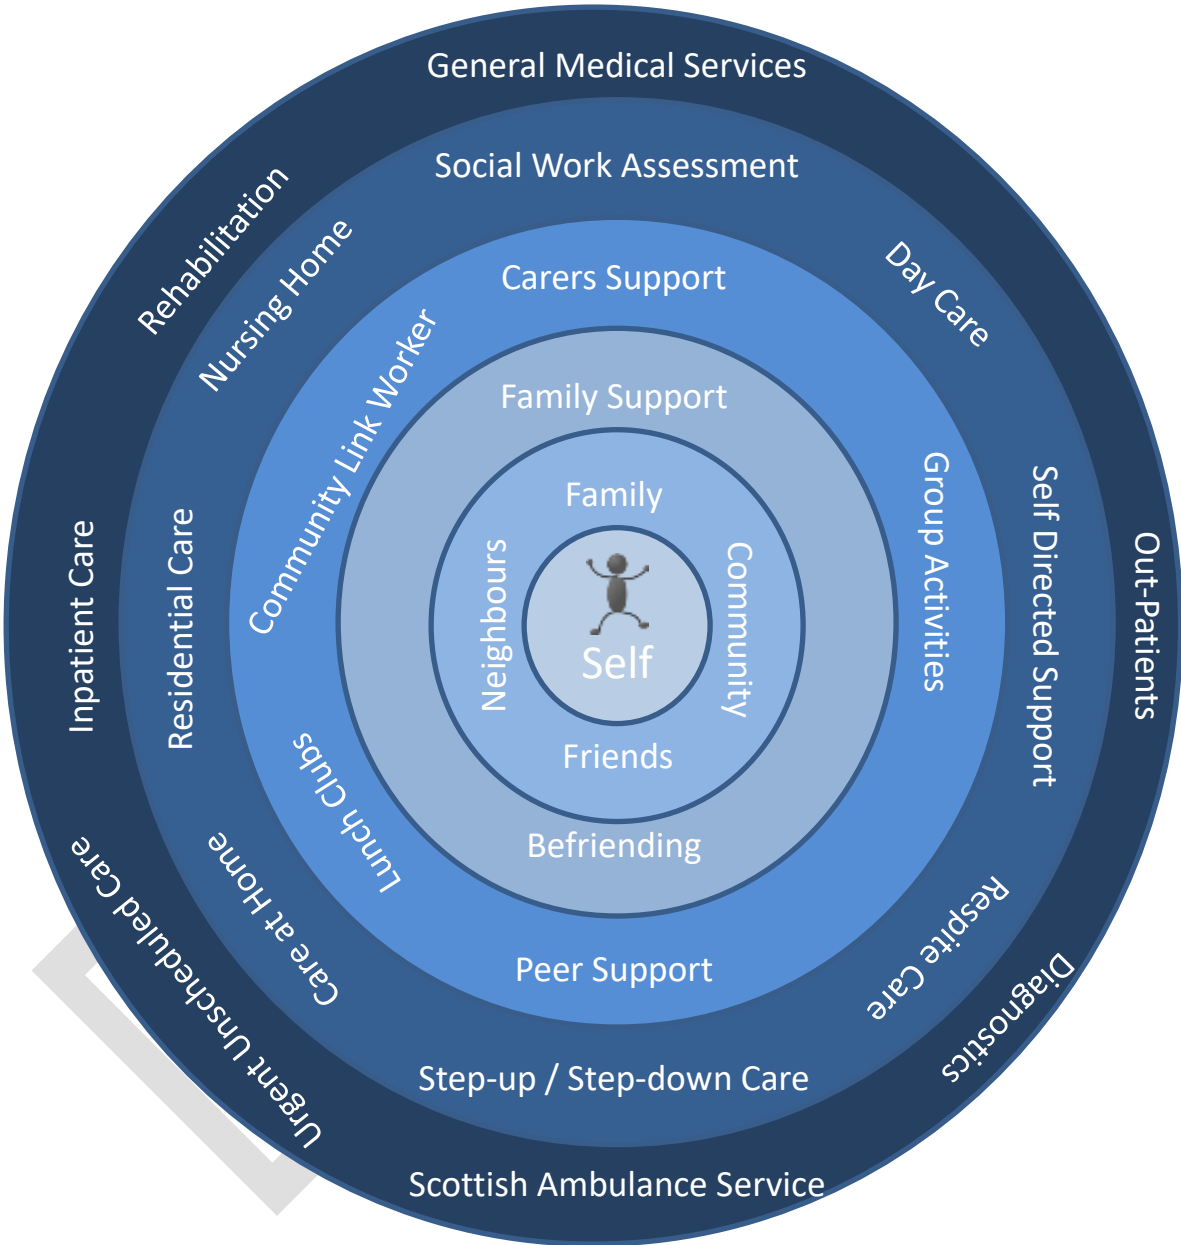 General Medical Services
Rehabilitation
Inpatient Care
Urgent Unscheduled Care
Scottish Ambulance Service
Diagnostics
Out-Patients
Social Work Assessment
Nursing Home
Residential Care
Care at Home
Step-up / Step-down Care
Respite Care
Self Directed Support
Day Care
Carers Support
Community Link Worker
Lunch Clubs
Peer Support
Group Activities
Family Support
Befriending
Family
Neighbours
Community
Friends
Self